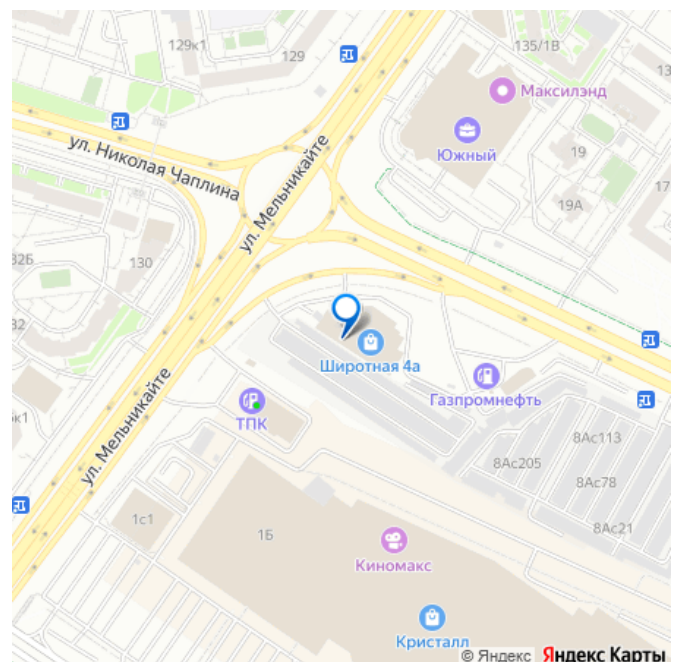 129к1
129
135/1В
13
Максилэнд
Южный
ул. Николая Чаплина
ул. Мельникайте
19
17
19А
32Б
130
32
Широтная 4а
Газпромнефть
ТПК
к1
ул. Мельникайте
8Ас113
8Ас205
8Ас78
8Ас21
1с1
1Б
Киномакс
Кристалл
© Яндекс Яндекс Карты